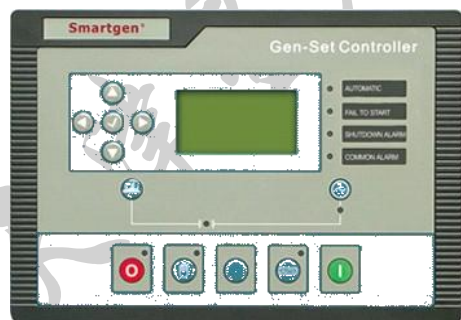 Smartgen®
Gen-Set Controller
AUTOMATIC
FAIL TO START
SHUTDOWN ALARM
COMMON ALARM